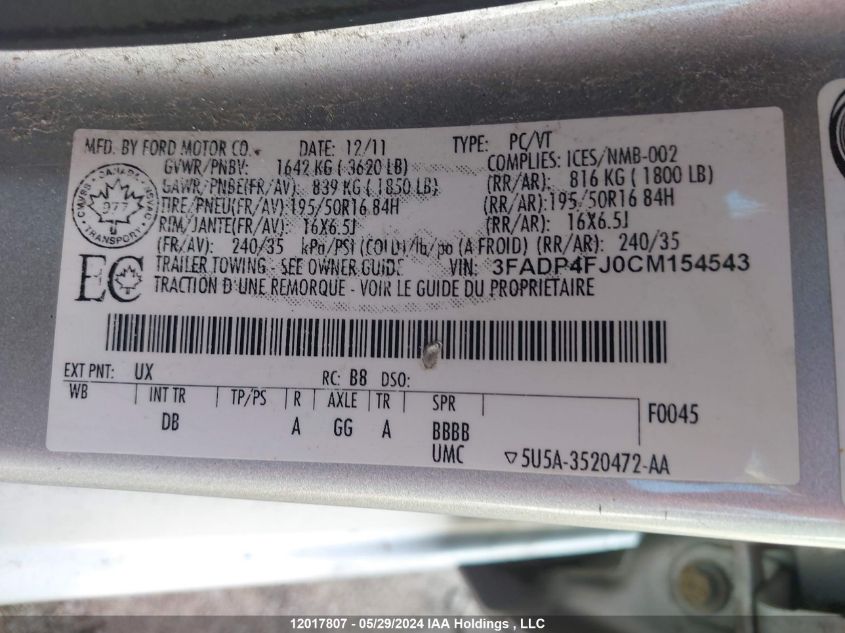 MFD. BY FORD MOTOR CO. DATE: 12/11 TYPE: PC/VT
GVWR/PNBV: 1642 KG ( 3620 LB) COMPLIES: ICES/NMB-002
GAWR/PNBE(FR/AV): 839 KG ( 1850 LB) (RR/AR): 816 KG ( 1800 LB)
TIRE/PNEU(FR/AV):195/50R16 84H (RR/AR):195/50R16 84H
RIM/JANTE(FR/AV): 16X6.5J (RR/AR): 16X6.5J
(FR/AV): 240/35 kPa/PSI (COLD)/lb/po (A FROID) (RR/AR): 240/35
TRAILER TOWING - SEE OWNER GUIDE VIN: 3FADP4FJ0CM154543
TRACTION D'UNE REMORQUE - VOIR LE GUIDE DU PROPRIETAIRE
CANADA
977
TRANSPORT
EC
EXT PNT: UX RC: B8 DSO:
WB INT TR TP/PS R AXLE TR SPR F0045
DB A GG A BBBB
UMC ▽5U5A-3520472-AA
12017807 - 05/29/2024 IAA Holdings , LLC